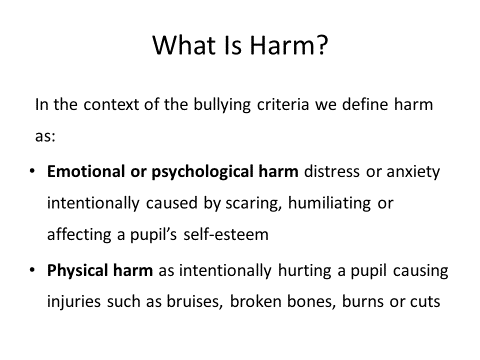 What Is Harm?
In the context of the bullying criteria we define harm
as:
• Emotional or psychological harm distress or anxiety
intentionally caused by scaring, humiliating or
affecting a pupil’s self-esteem
• Physical harm as intentionally hurting a pupil causing
injuries such as bruises, broken bones, burns or cuts